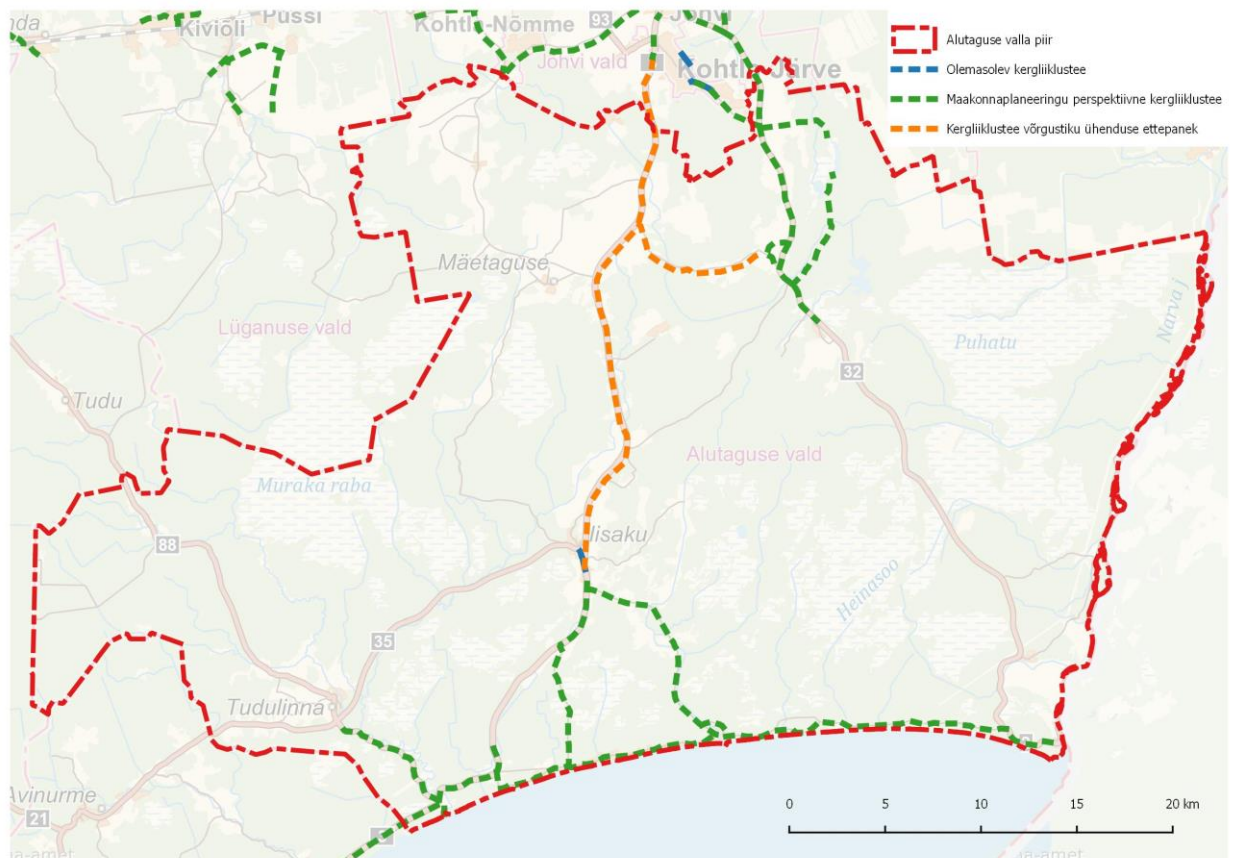 Püssi
Kiviõli
Kohtla-Nõmme
93
Jõhvi
Jõhvi vald
Kohtla-Järve
Alutaguse valla piir
Olemasolev kergliiklustee
Maakonnaplaneeringu perspektiivne kergliiklustee
Kergliiklustee võrgustiku ühenduse ettepanek
Mäetaguse
Narva j
Lüganuse vald
Puhatu
32
Tudu
Alutaguse vald
Muraka raba
Iisaku
88
Heinasoo
35
Tudulinna
Avinurme
21
0 5 10 15 20 km